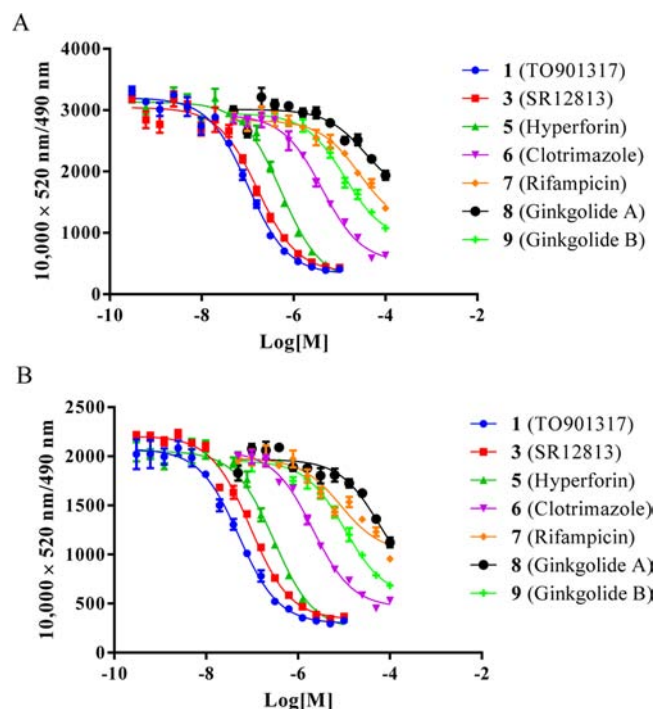 A
10,000 × 520 nm/490 nm
4000
3000
2000
1000
0
-10
-8
-6
-4
-2
Log[M]
1 (TO901317)
3 (SR12813)
5 (Hyperforin)
6 (Clotrimazole)
7 (Rifampicin)
8 (Ginkgolide A)
9 (Ginkgolide B)
B
10,000 × 520 nm/490 nm
2500
2000
1500
1000
500
0
-10
-8
-6
-4
-2
Log[M]
1 (TO901317)
3 (SR12813)
5 (Hyperforin)
6 (Clotrimazole)
7 (Rifampicin)
8 (Ginkgolide A)
9 (Ginkgolide B)